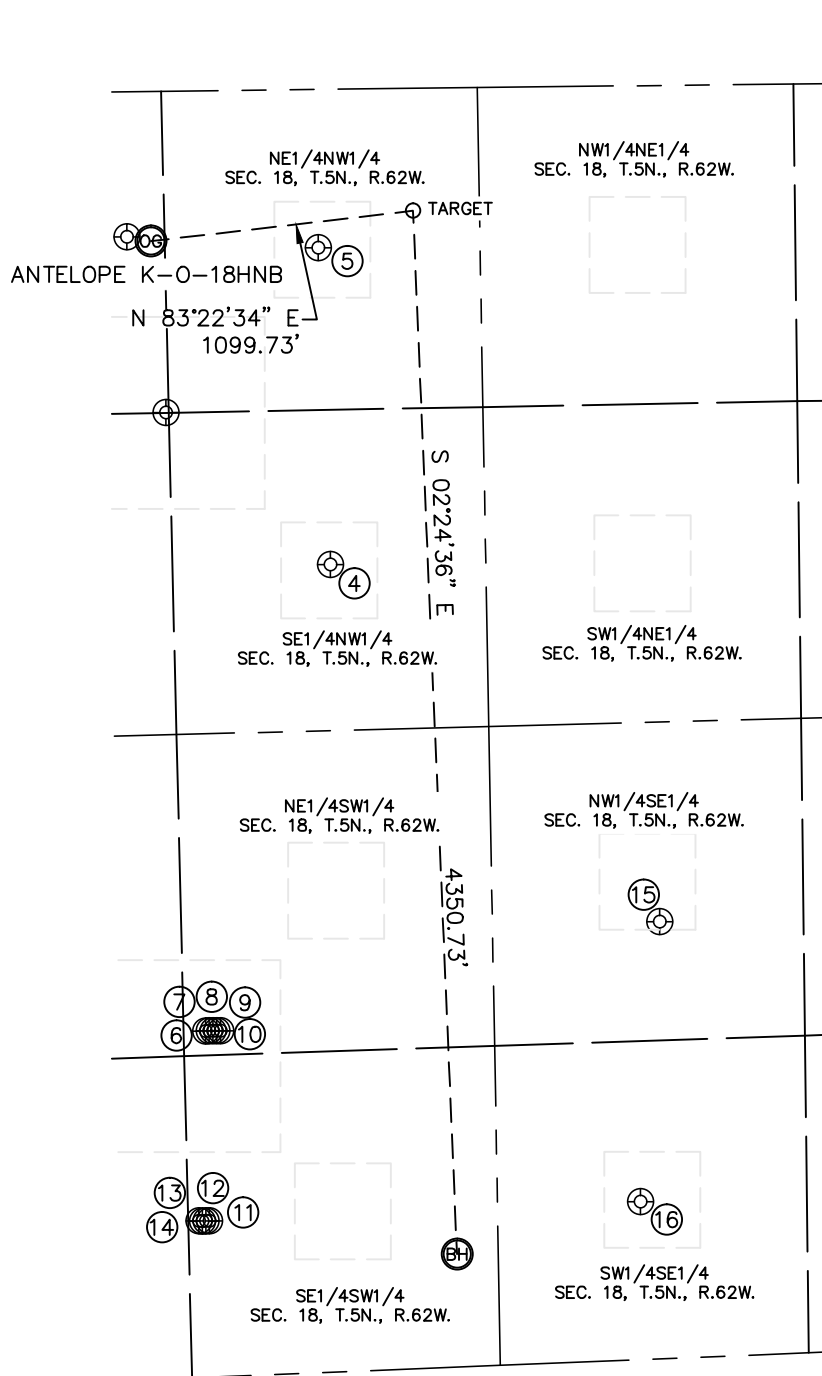 NE1/4NW1/4
SEC. 18, T.5N., R.62W.
NW1/4NE1/4
SEC. 18, T.5N., R.62W.
TARGET
OG
5
ANTELOPE K-O-18HNB
N 83°22'34" E
1099.73'
S 02°24'36" E
4
SE1/4NW1/4
SEC. 18, T.5N., R.62W.
SW1/4NE1/4
SEC. 18, T.5N., R.62W.
NE1/4SW1/4
SEC. 18, T.5N., R.62W.
NW1/4SE1/4
SEC. 18, T.5N., R.62W.
4350.73'
15
7 8 9
6 10
13 12
14 11
16
BH
SE1/4SW1/4
SEC. 18, T.5N., R.62W.
SW1/4SE1/4
SEC. 18, T.5N., R.62W.